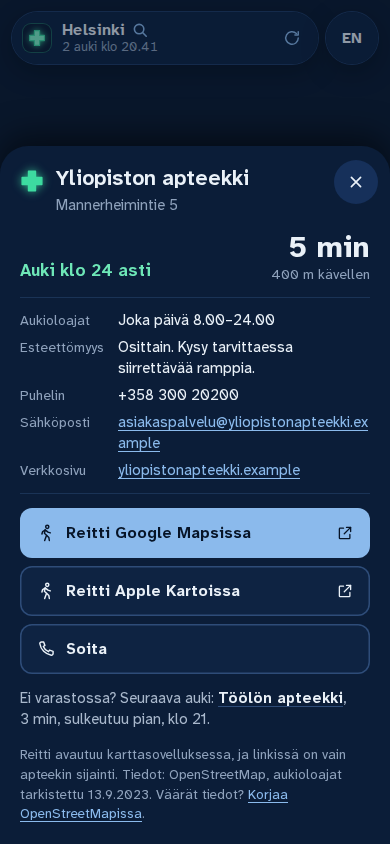 Helsinki
2 auki klo 20.41
EN
Yliopiston apteekki
Mannerheimintie 5
5 min
Auki klo 24 asti
400 m kävellen
Aukioloajat Joka päivä 8.00–24.00
Esteettömyys Osittain. Kysy tarvittaessa
siirrettävää ramppia.
Puhelin +358 300 20200
Sähköposti asiakaspalvelu@yliopistonapteekki.ex
ample
Verkkosivu yliopistonapteekki.example
Reitti Google Mapsissa
Reitti Apple Kartoissa
Soita
Ei varastossa? Seuraava auki: Töölön apteekki,
3 min, sulkeutuu pian, klo 21.
Reitti avautuu karttasovelluksessa, ja linkissä on vain
apteekin sijainti. Tiedot: OpenStreetMap, aukioloajat
tarkistettu 13.9.2023. Väärät tiedot? Korjaa
OpenStreetMapissa.